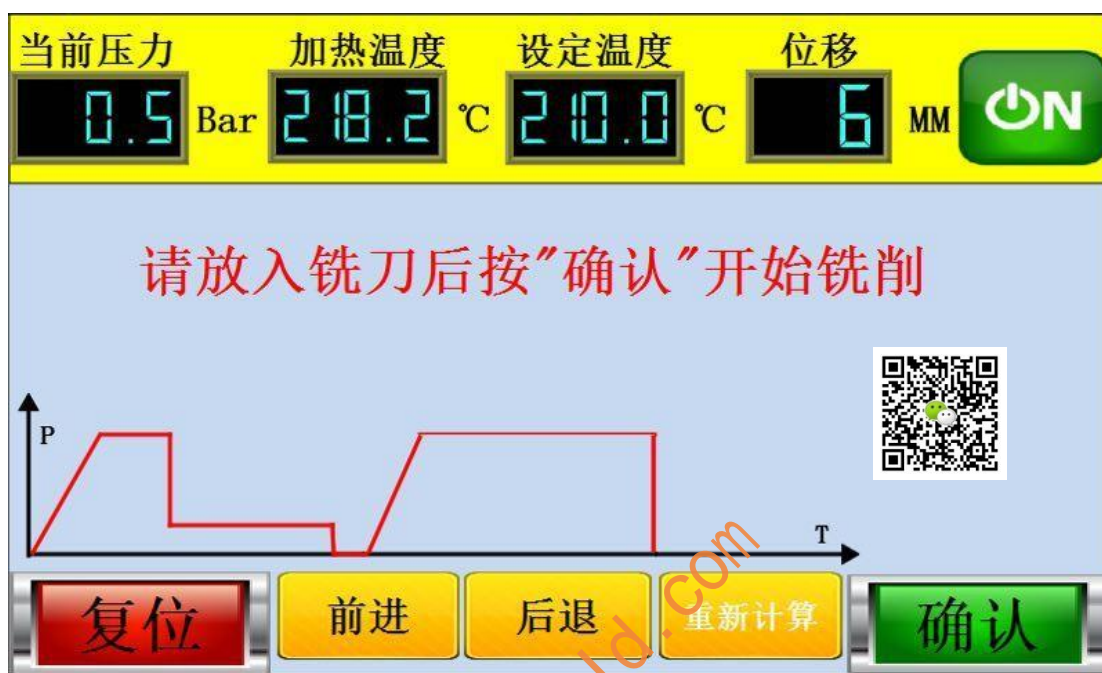 当前压力 加热温度 设定温度 位移
0.5 Bar 218.2 ℃ 210.0 ℃ 6 MM ON
请放入铣刀后按"确认"开始铣削
P
T
复位 前进 后退 重新计算 确认
ld.com